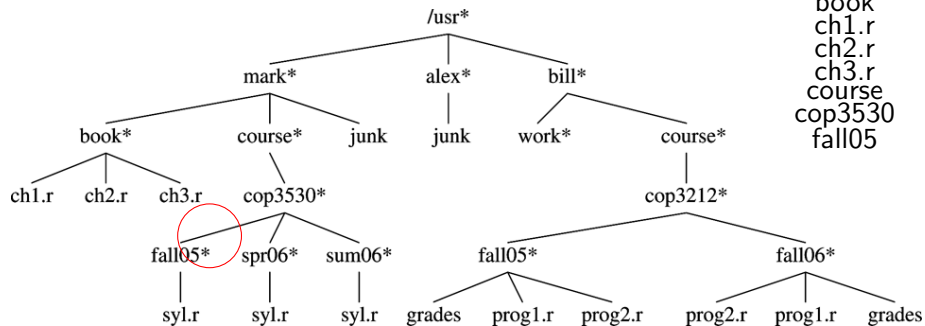 /usr*
mark* alex* bill*
book* course* junk junk work* course*
ch1.r ch2.r ch3.r cop3530* cop3212*
fall05* spr06* sum06* fall05* fall06*
syl.r syl.r syl.r grades prog1.r prog2.r prog2.r prog1.r grades
book
ch1.r
ch2.r
ch3.r
course
cop3530
fall05